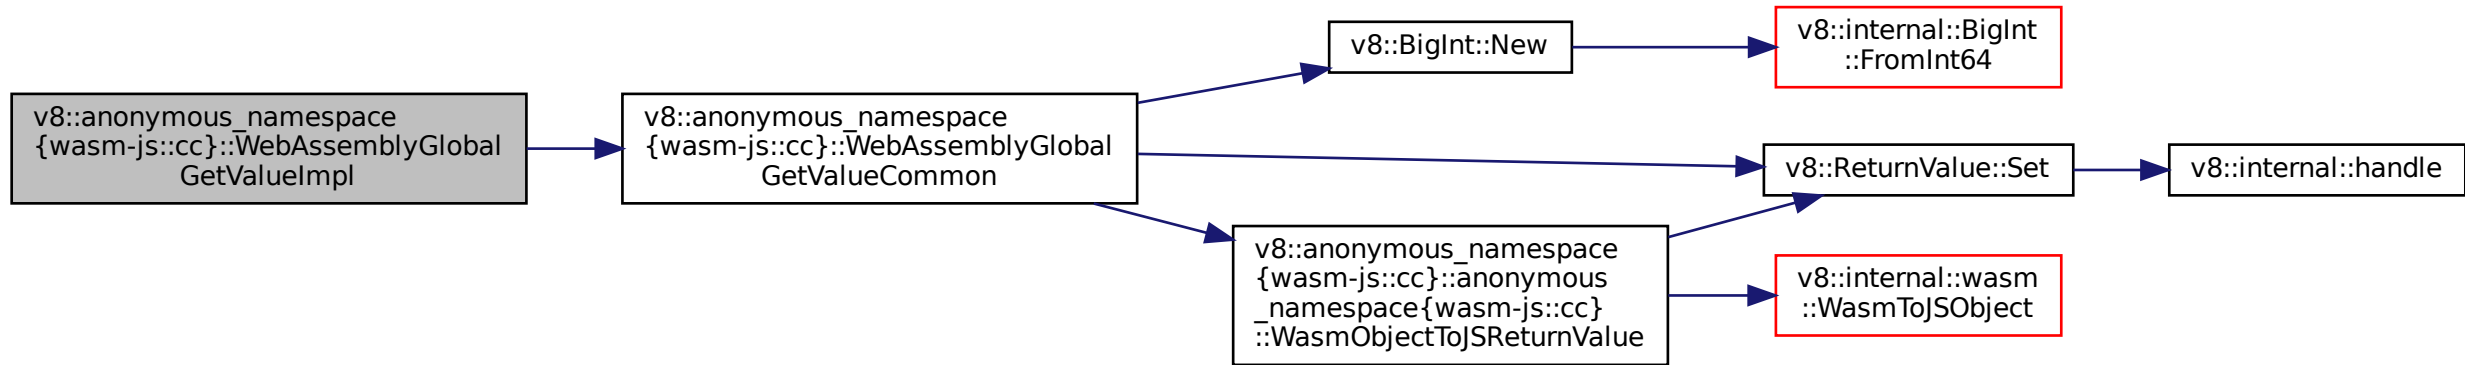 v8::anonymous_namespace
{wasm-js::cc}::WebAssemblyGlobal
GetValueImpl
v8::anonymous_namespace
{wasm-js::cc}::WebAssemblyGlobal
GetValueCommon
v8::BigInt::New
v8::internal::BigInt
::FromInt64
v8::ReturnValue::Set
v8::internal::handle
v8::anonymous_namespace
{wasm-js::cc}::anonymous
_namespace{wasm-js::cc}
::WasmObjectToJSReturnValue
v8::internal::wasm
::WasmToJSObject